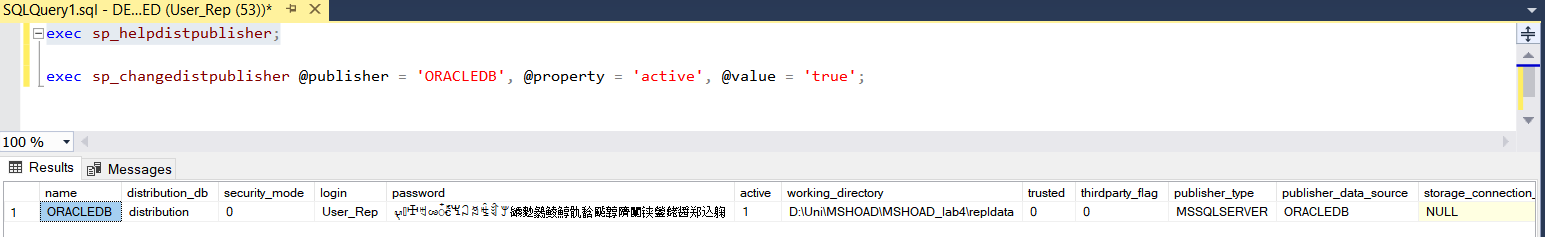 SQLQuery1.sql - DE...ED (User_Rep (53))*
exec sp_helpdistpublisher;
exec sp_changedistpublisher @publisher = 'ORACLEDB', @property = 'active', @value = 'true';
100 %
Results Messages
name distribution_db security_mode login password active working_directory trusted thirdparty_flag publisher_type publisher_data_source storage_connection_
1 ORACLEDB distribution 0 User_Rep 1 D:\Uni\MSHOAD\MSHOAD_lab4\repldata 0 0 MSSQLSERVER ORACLEDB NULL